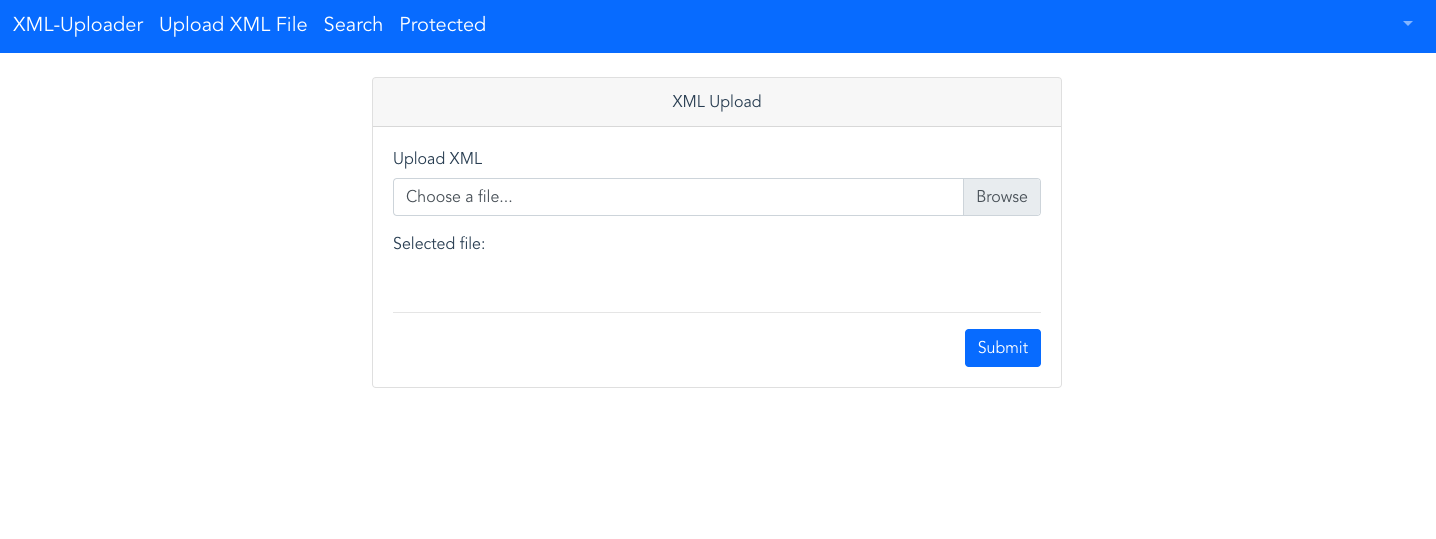 XML-Uploader Upload XML File Search Protected
XML Upload
Upload XML
Choose a file... Browse
Selected file:
Submit